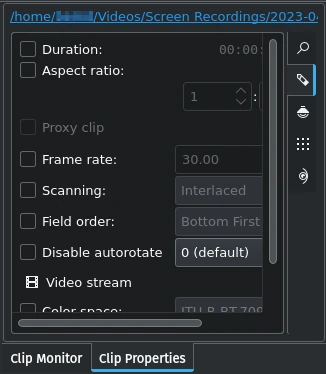 /home/ /Videos/Screen Recordings/2023-0
Duration: 00:00:
Aspect ratio:
1 :
Proxy clip
Frame rate: 30.00
Scanning: Interlaced
Field order: Bottom First
Disable autorotate 0 (default)
Video stream
Color space: ITU-R BT.709
Clip Monitor Clip Properties